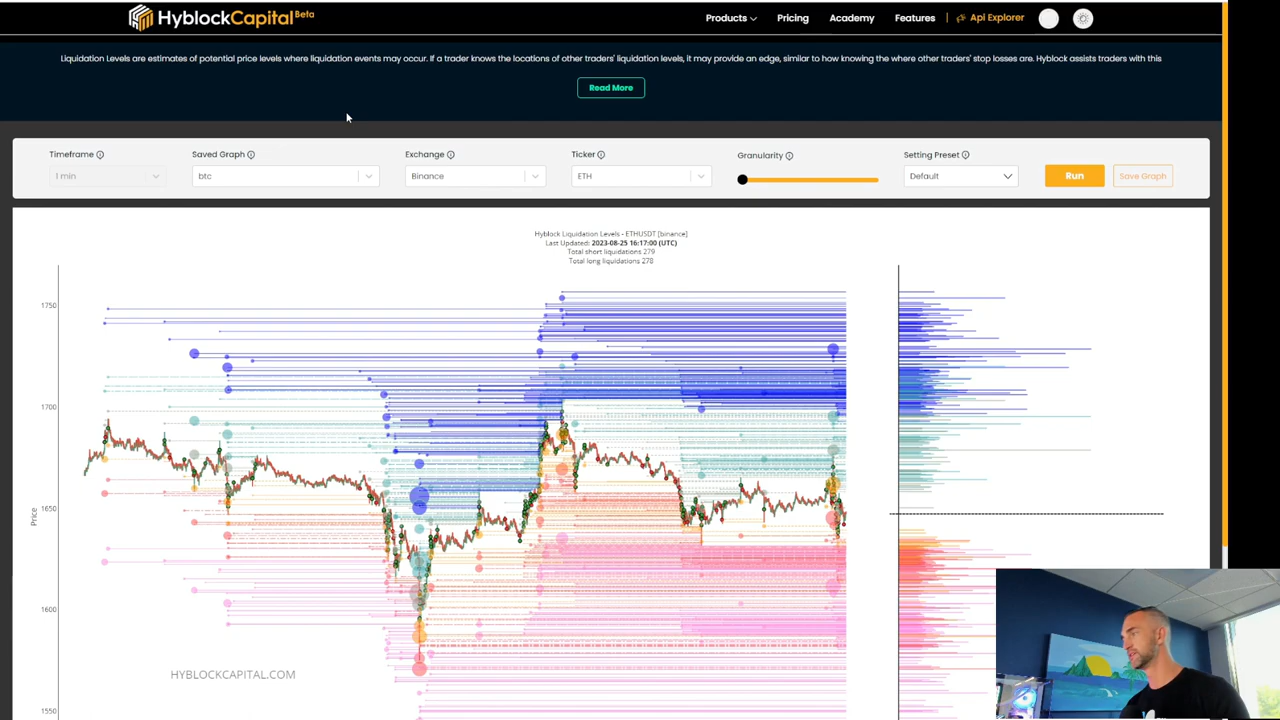 HyblockCapital Beta
Products
Pricing
Academy
Features
Api Explorer
Liquidation Levels are estimates of potential price levels where liquidation events may occur. If a trader knows the locations of other traders' liquidation levels, it may provide an edge, similar to how knowing the where other traders' stop losses are. Hyblock assists traders with this
Read More
Timeframe
Saved Graph
Exchange
Ticker
Granularity
Setting Preset
1 min
btc
Binance
ETH
Default
Run
Save Graph
Hyblock Liquidation Levels - ETHUSDT [binance]
Last Updated: 2023-08-25 16:17:00 (UTC)
Total short liquidations 279
Total long liquidations 278
1750
1700
1650
1600
1550
Price
HYBLOCKCAPITAL.COM